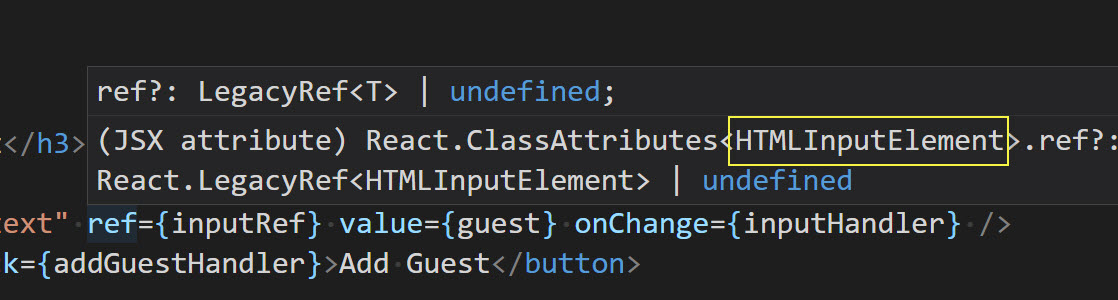 ref?: LegacyRef<T> | undefined;
</h3>
(JSX attribute) React.ClassAttributes<HTMLInputElement>.ref?:
React.LegacyRef<HTMLInputElement> | undefined
text" ref={inputRef} value={guest} onChange={inputHandler} />
k={addGuestHandler}>Add Guest</button>